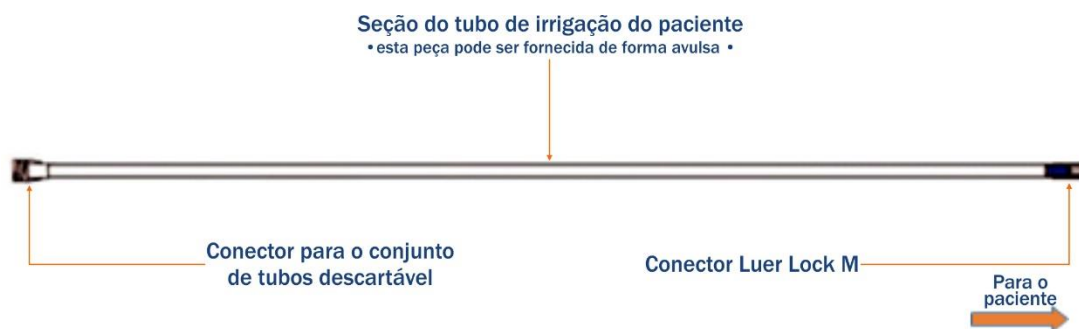 Seção do tubo de irrigação do paciente
• esta peça pode ser fornecida de forma avulsa •
Conector para o conjunto
de tubos descartável
Conector Luer Lock M
Para o
paciente